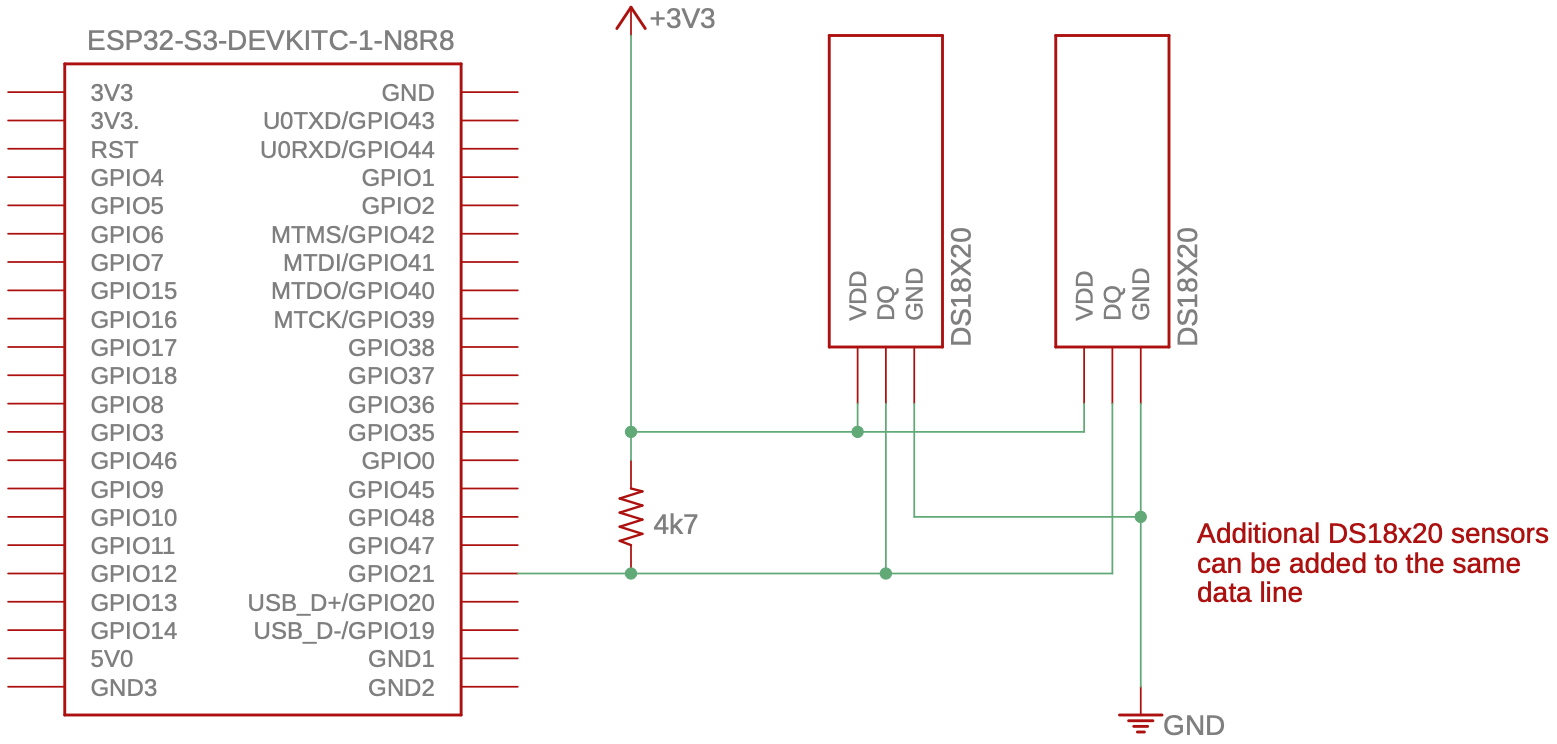 ESP32-S3-DEVKITC-1-N8R8
3V3
3V3.
RST
GPIO4
GPIO5
GPIO6
GPIO7
GPIO15
GPIO16
GPIO17
GPIO18
GPIO8
GPIO3
GPIO46
GPIO9
GPIO10
GPIO11
GPIO12
GPIO13
GPIO14
5V0
GND3
GND
U0TXD/GPIO43
U0RXD/GPIO44
GPIO1
GPIO2
MTMS/GPIO42
MTDI/GPIO41
MTDO/GPIO40
MTCK/GPIO39
GPIO38
GPIO37
GPIO36
GPIO35
GPIO0
GPIO45
GPIO48
GPIO47
GPIO21
USB_D+/GPIO20
USB_D-/GPIO19
GND1
GND2
+3V3
4k7
VDD
DQ
GND
DS18X20
VDD
DQ
GND
DS18X20
Additional DS18x20 sensors
can be added to the same
data line
GND